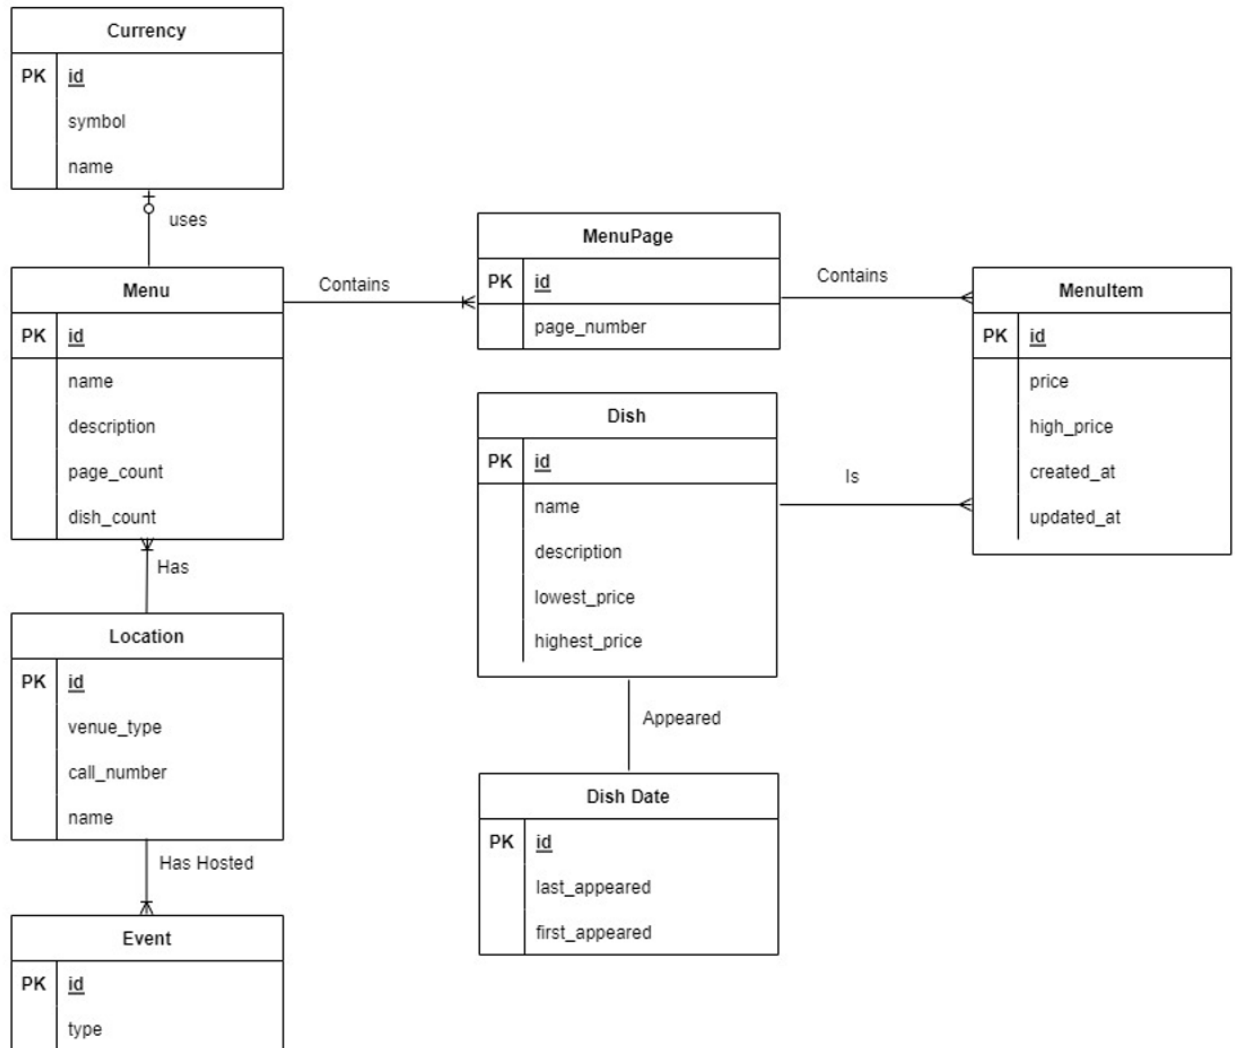 Currency
PK id
symbol
name
uses
Menu
PK id
name
description
page_count
dish_count
Contains
MenuPage
PK id
page_number
Contains
MenuItem
PK id
price
high_price
created_at
updated_at
Dish
PK id
name
description
lowest_price
highest_price
Is
Has
Location
PK id
venue_type
call_number
name
Appeared
Dish Date
PK id
last_appeared
first_appeared
Has Hosted
Event
PK id
type